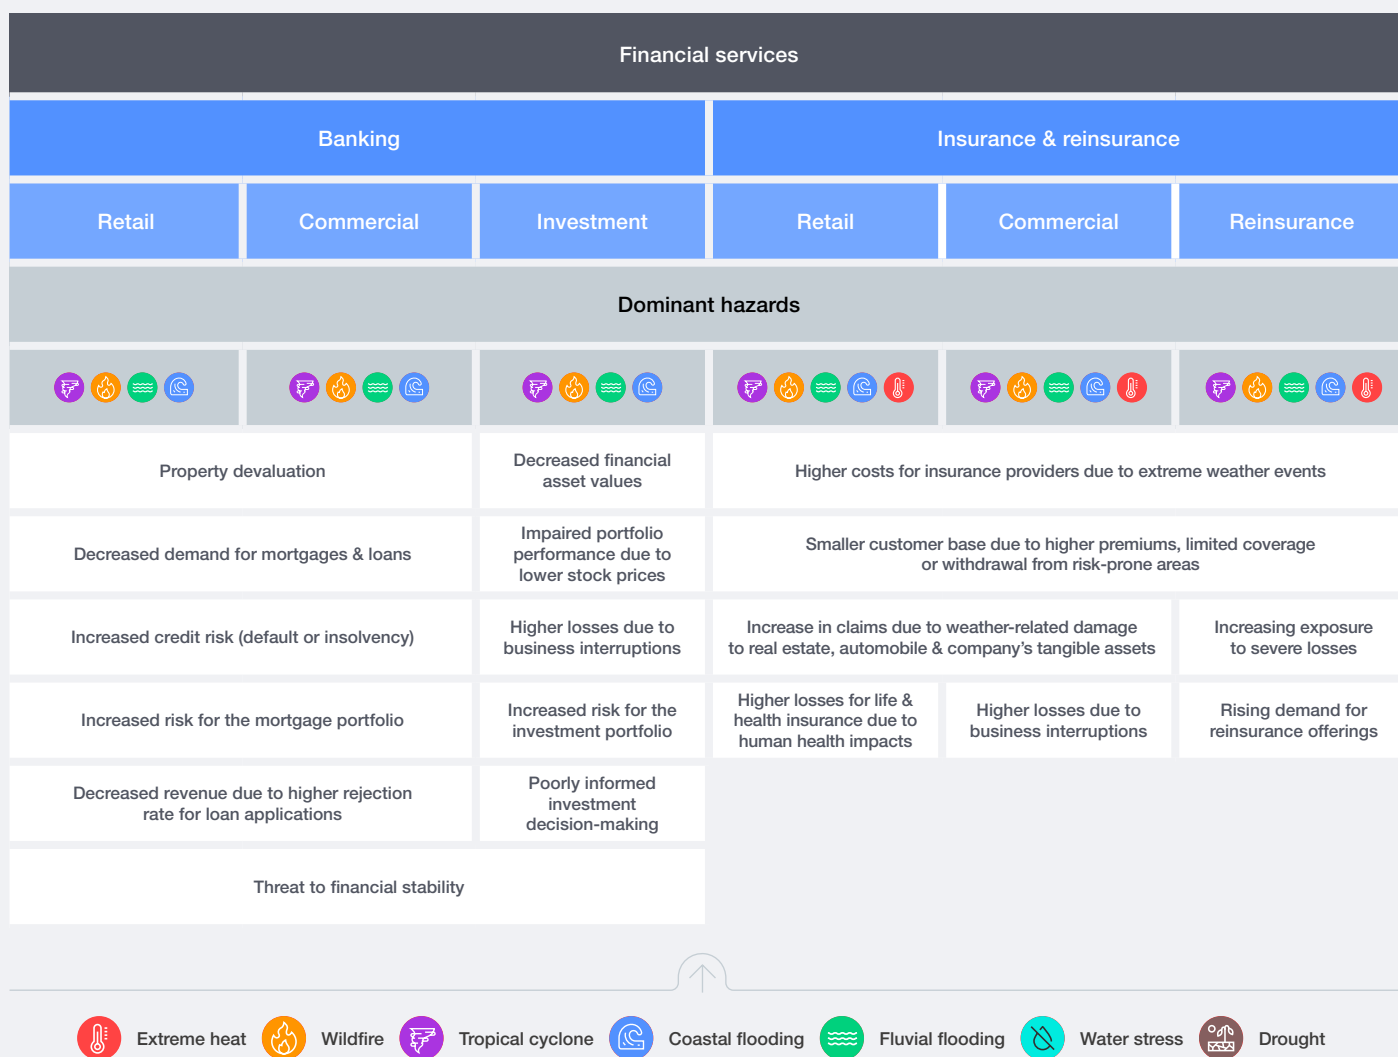 Financial services
Banking
Insurance & reinsurance
Retail
Commercial
Investment
Retail
Commercial
Reinsurance
Dominant hazards
Property devaluation
Decreased financial
asset values
Higher costs for insurance providers due to extreme weather events
Decreased demand for mortgages & loans
Impaired portfolio
performance due to
lower stock prices
Smaller customer base due to higher premiums, limited coverage
or withdrawal from risk-prone areas
Increased credit risk (default or insolvency)
Higher losses due to
business interruptions
Increase in claims due to weather-related damage
to real estate, automobile & company's tangible assets
Increasing exposure
to severe losses
Increased risk for the mortgage portfolio
Increased risk for the
investment portfolio
Higher losses for life &
health insurance due to
human health impacts
Higher losses due to
business interruptions
Rising demand for
reinsurance offerings
Decreased revenue due to higher rejection
rate for loan applications
Poorly informed
investment
decision-making
Threat to financial stability
Extreme heat
Wildfire
Tropical cyclone
Coastal flooding
Fluvial flooding
Water stress
Drought